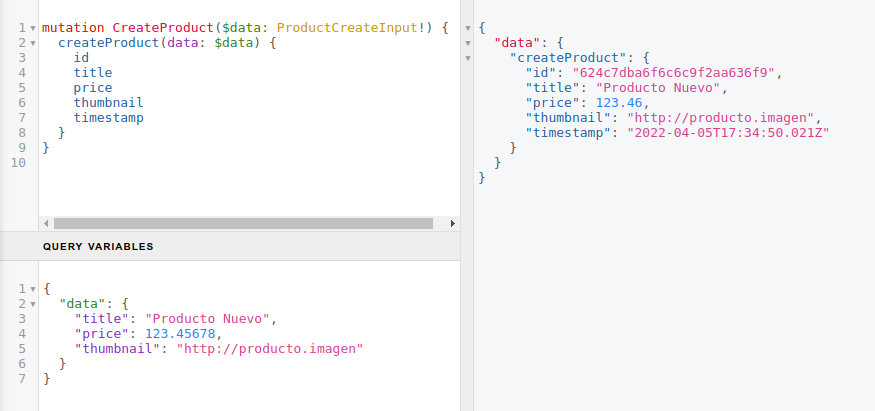 1 mutation CreateProduct($data: ProductCreateInput!) {
2 createProduct(data: $data) {
3 id
4 title
5 price
6 thumbnail
7 timestamp
8 }
9 }
10
QUERY VARIABLES
1 {
2 "data": {
3 "title": "Producto Nuevo",
4 "price": 123.45678,
5 "thumbnail": "http://producto.imagen"
6 }
7 }
{
"data": {
"createProduct": {
"id": "624c7dba6f6c6c9f2aa636f9",
"title": "Producto Nuevo",
"price": 123.46,
"thumbnail": "http://producto.imagen",
"timestamp": "2022-04-05T17:34:50.021Z"
}
}
}